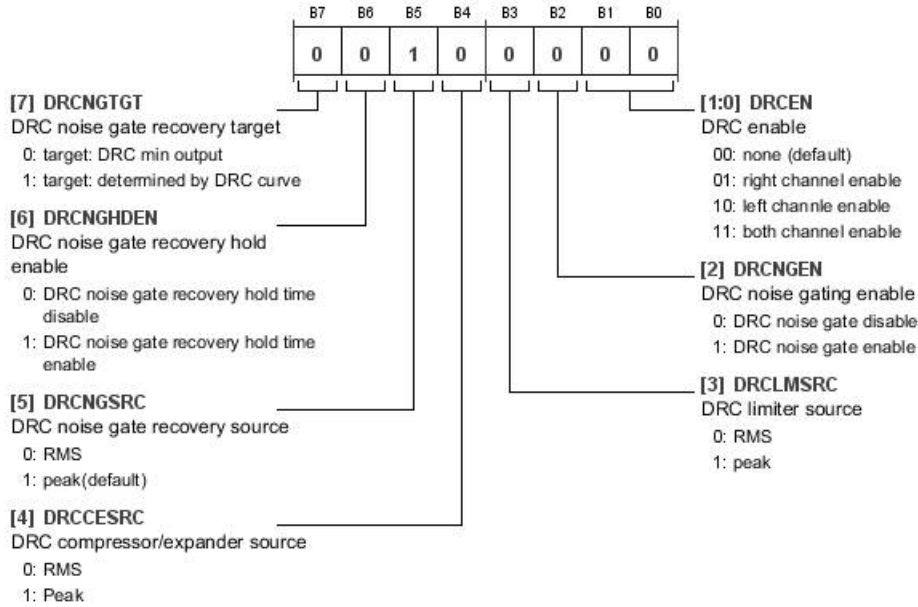 B7 B6 B5 B4 B3 B2 B1 B0
0 0 1 0 0 0 0 0
[7] DRCNGTGT
DRC noise gate recovery target
0: target: DRC min output
1: target: determined by DRC curve
[6] DRCNGHDEN
DRC noise gate recovery hold
enable
0: DRC noise gate recovery hold time
disable
1: DRC noise gate recovery hold time
enable
[5] DRCNGSRC
DRC noise gate recovery source
0: RMS
1: peak(default)
[4] DRCCESRC
DRC compressor/expander source
0: RMS
1: Peak
[1:0] DRCEN
DRC enable
00: none (default)
01: right channel enable
10: left channle enable
11: both channel enable
[2] DRCNGEN
DRC noise gating enable
0: DRC noise gate disable
1: DRC noise gate enable
[3] DRCLMSRC
DRC limiter source
0: RMS
1: peak